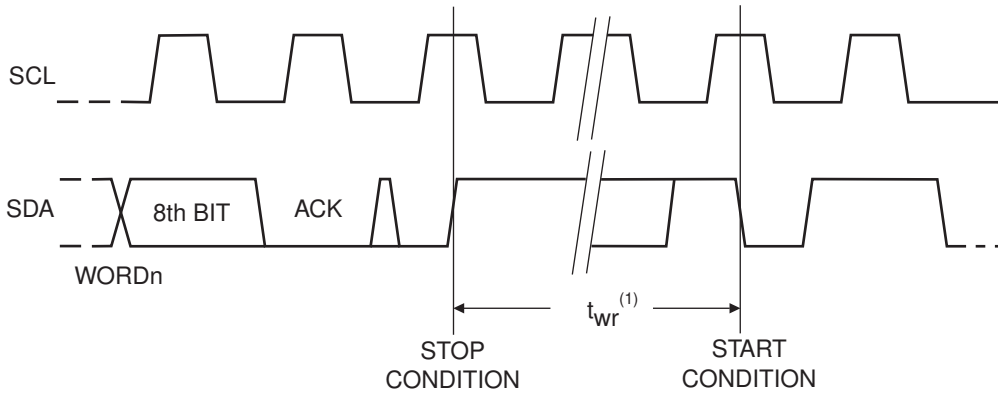 SCL
SDA
8th BIT
ACK
WORDn
twr(1)
STOP
CONDITION
START
CONDITION